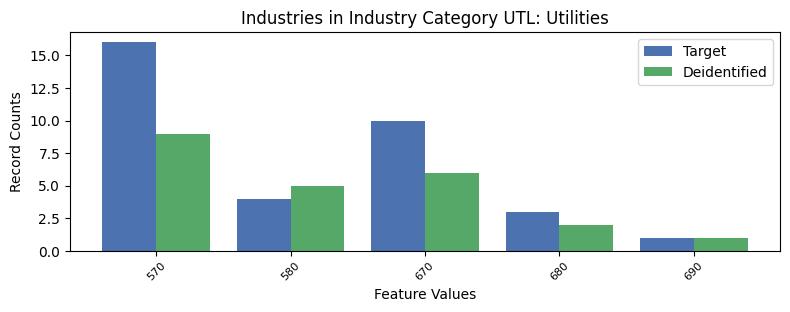 Industries in Industry Category UTL: Utilities
Target
Deidentified
Record Counts
15.0
12.5
10.0
7.5
5.0
2.5
0.0
570 580 670 680 690
Feature Values